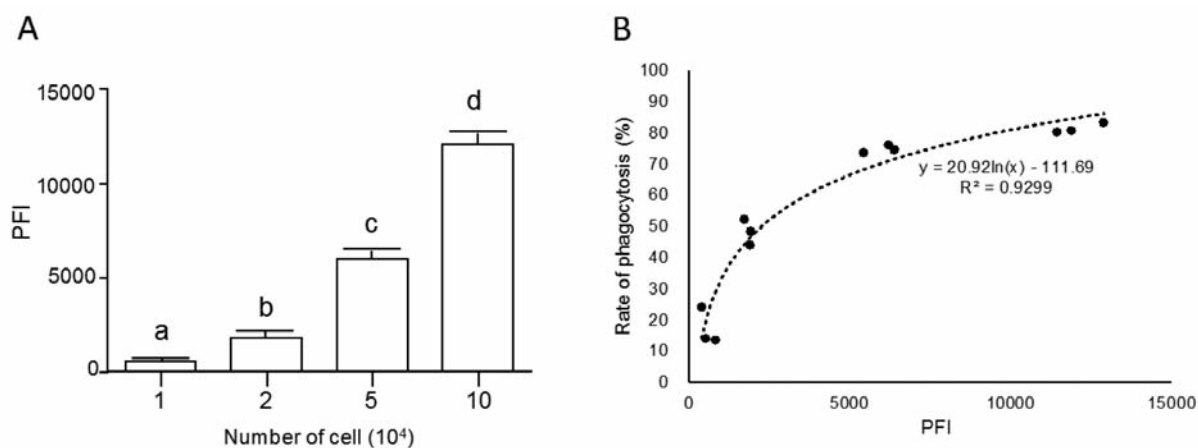 A
15000
10000
5000
0
PFI
a
b
c
d
1 2 5 10
Number of cell (10⁴)
B
100
90
80
70
60
50
40
30
20
10
0
Rate of phagocytosis (%)
y = 20.92ln(x) - 111.69
R² = 0.9299
0 5000 10000 15000
PFI